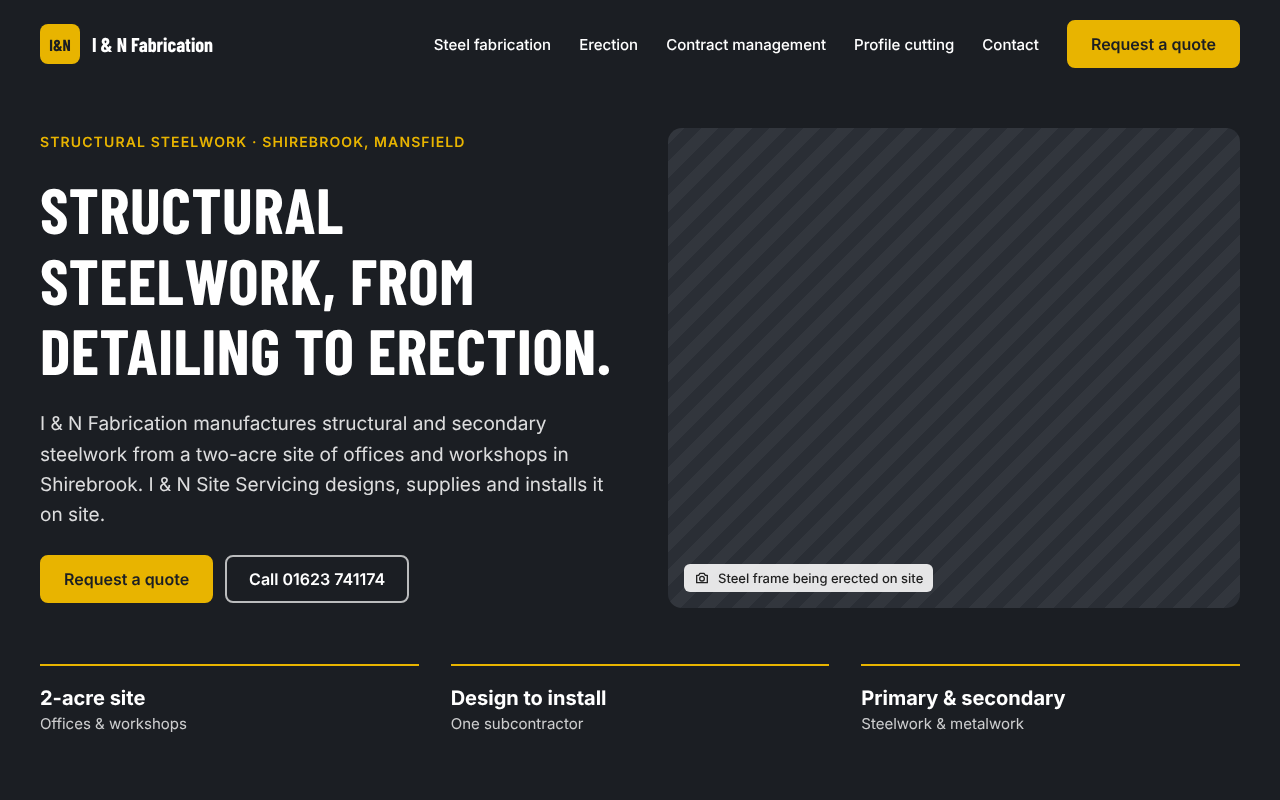 I&N
I & N Fabrication
Steel fabrication
Erection
Contract management
Profile cutting
Contact
Request a quote
STRUCTURAL STEELWORK · SHIREBROOK, MANSFIELD
STRUCTURAL
STEELWORK, FROM
DETAILING TO ERECTION.
I & N Fabrication manufactures structural and secondary
steelwork from a two-acre site of offices and workshops in
Shirebrook. I & N Site Servicing designs, supplies and installs it
on site.
Request a quote
Call 01623 741174
Steel frame being erected on site
2-acre site
Offices & workshops
Design to install
One subcontractor
Primary & secondary
Steelwork & metalwork